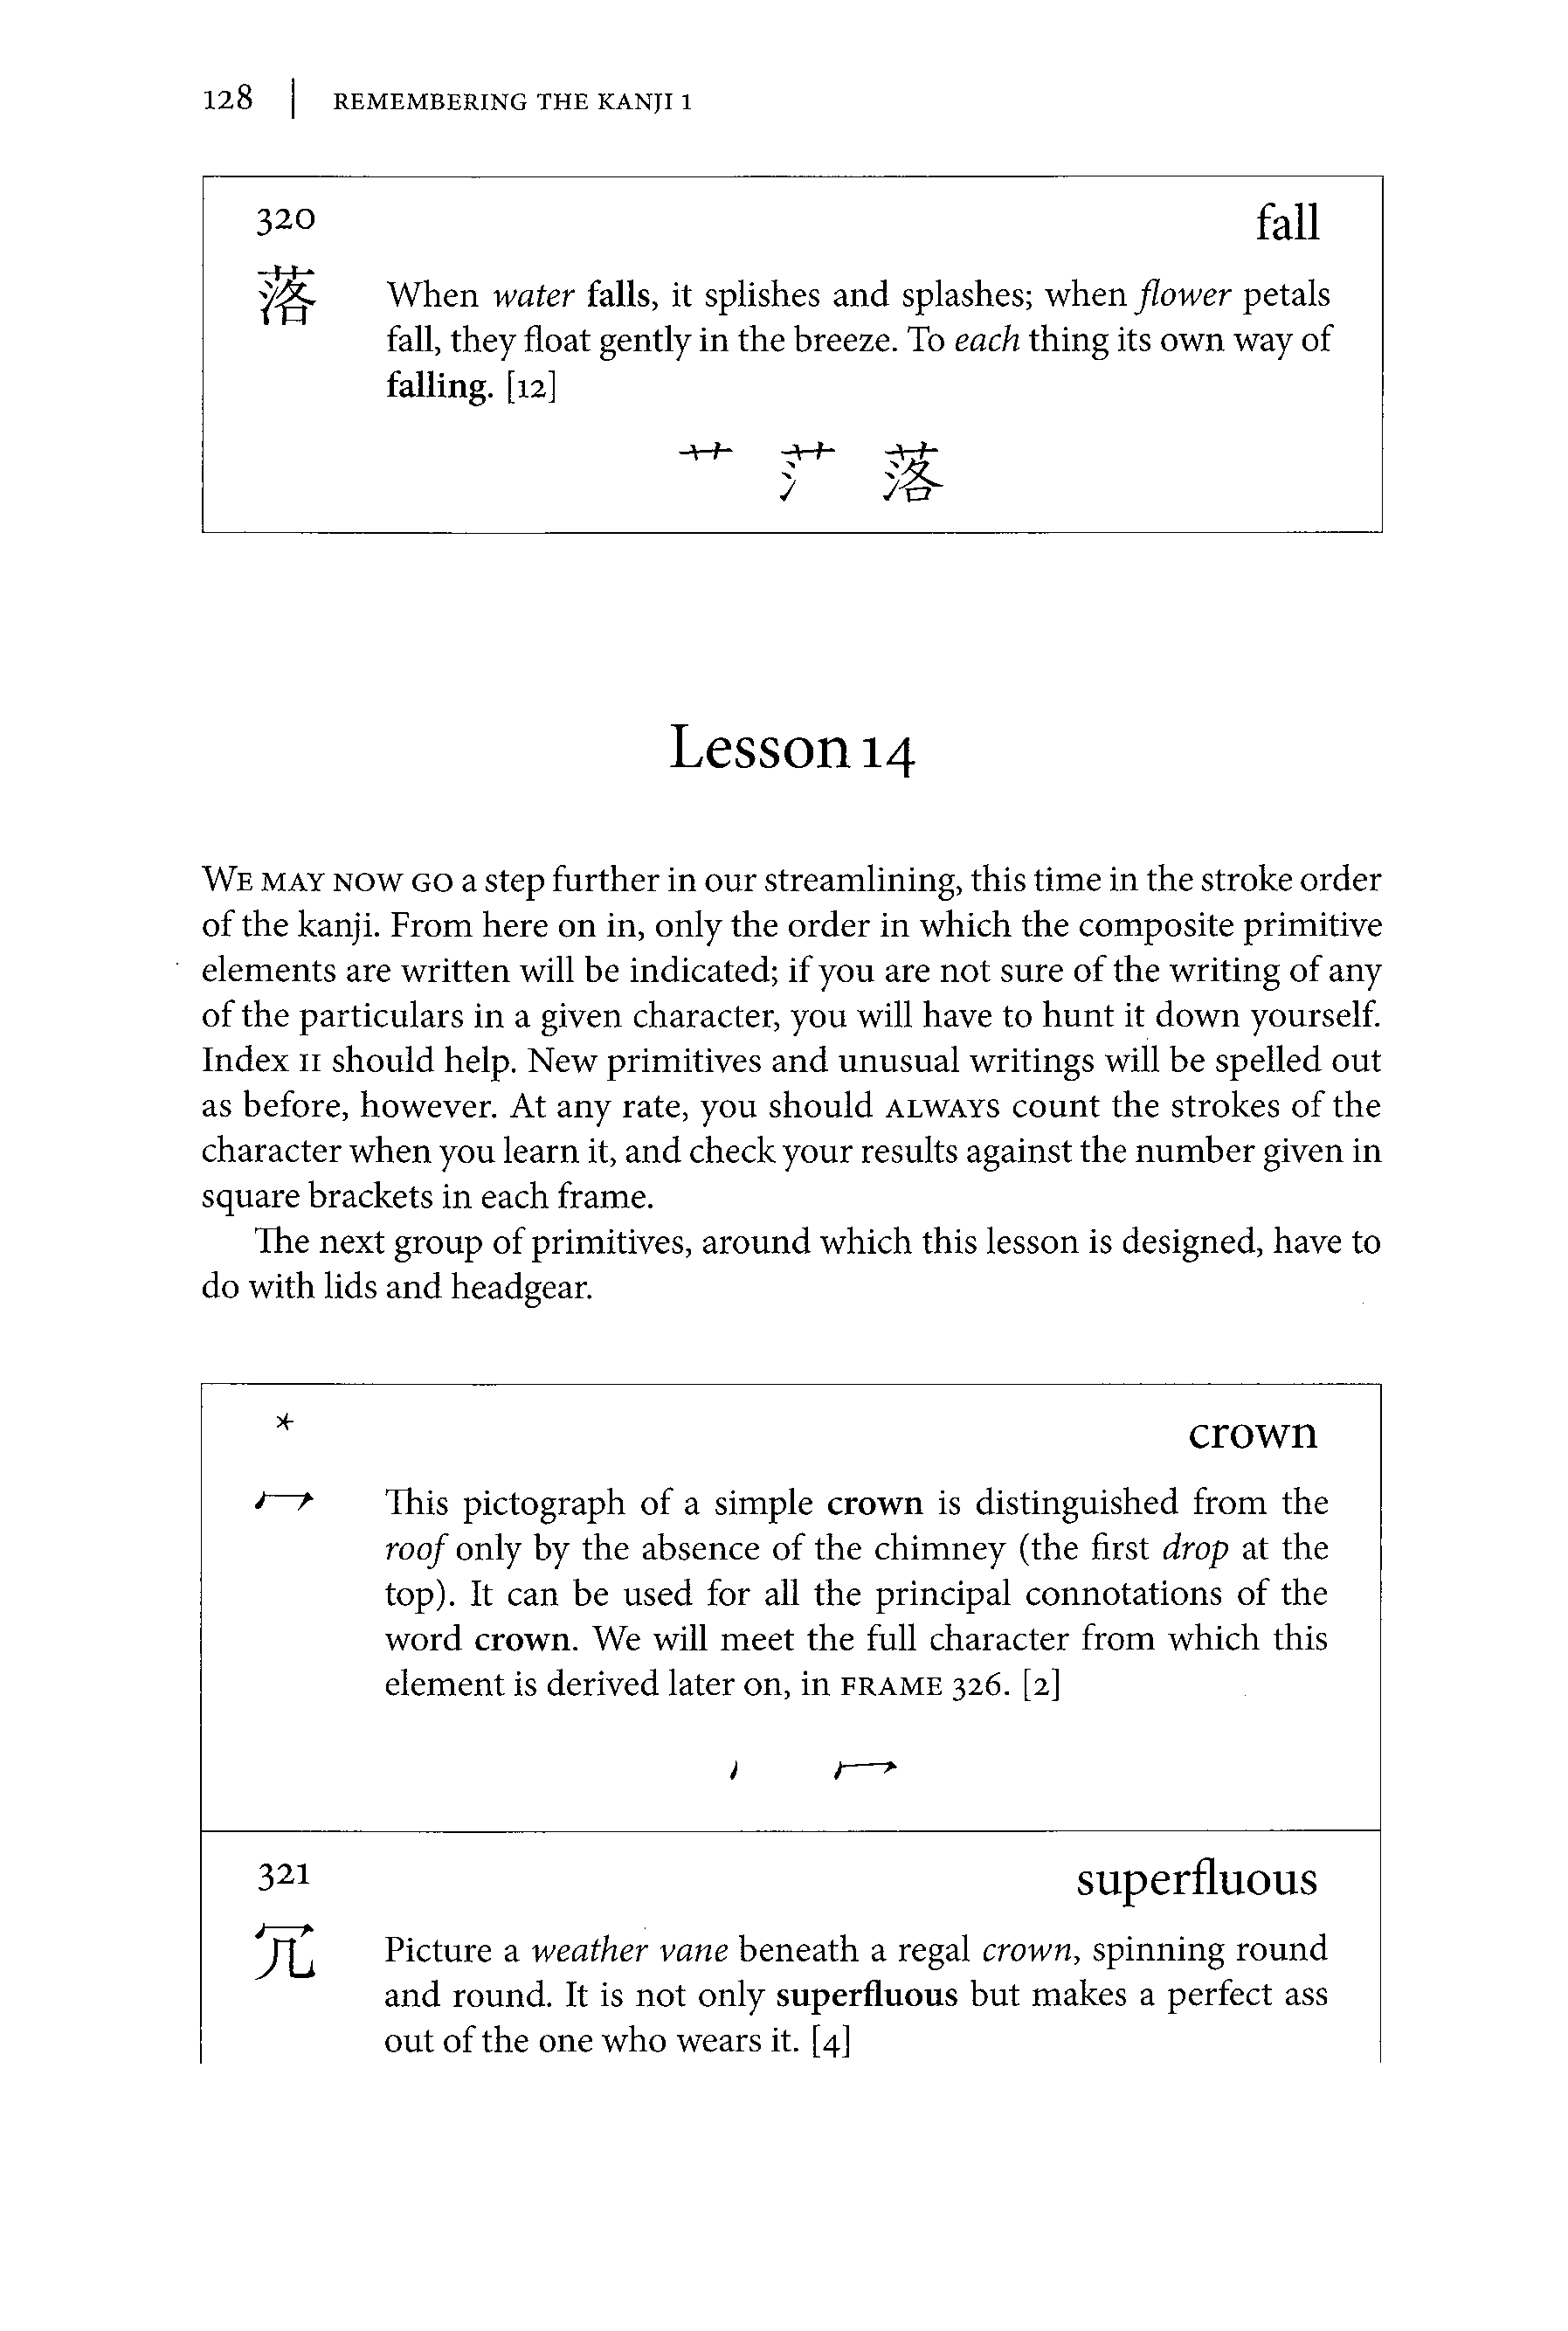 128 | REMEMBERING THE KANJI 1
320 fall
落 When water falls, it splishes and splashes; when flower petals
fall, they float gently in the breeze. To each thing its own way of
falling. [12]
艹 氵 落
Lesson 14
WE MAY NOW GO a step further in our streamlining, this time in the stroke order
of the kanji. From here on in, only the order in which the composite primitive
elements are written will be indicated; if you are not sure of the writing of any
of the particulars in a given character, you will have to hunt it down yourself.
Index II should help. New primitives and unusual writings will be spelled out
as before, however. At any rate, you should ALWAYS count the strokes of the
character when you learn it, and check your results against the number given in
square brackets in each frame.
The next group of primitives, around which this lesson is designed, have to
do with lids and headgear.
* crown
冖 This pictograph of a simple crown is distinguished from the
roof only by the absence of the chimney (the first drop at the
top). It can be used for all the principal connotations of the
word crown. We will meet the full character from which this
element is derived later on, in FRAME 326. [2]
丶 冖
321 superfluous
冗 Picture a weather vane beneath a regal crown, spinning round
and round. It is not only superfluous but makes a perfect ass
out of the one who wears it. [4]